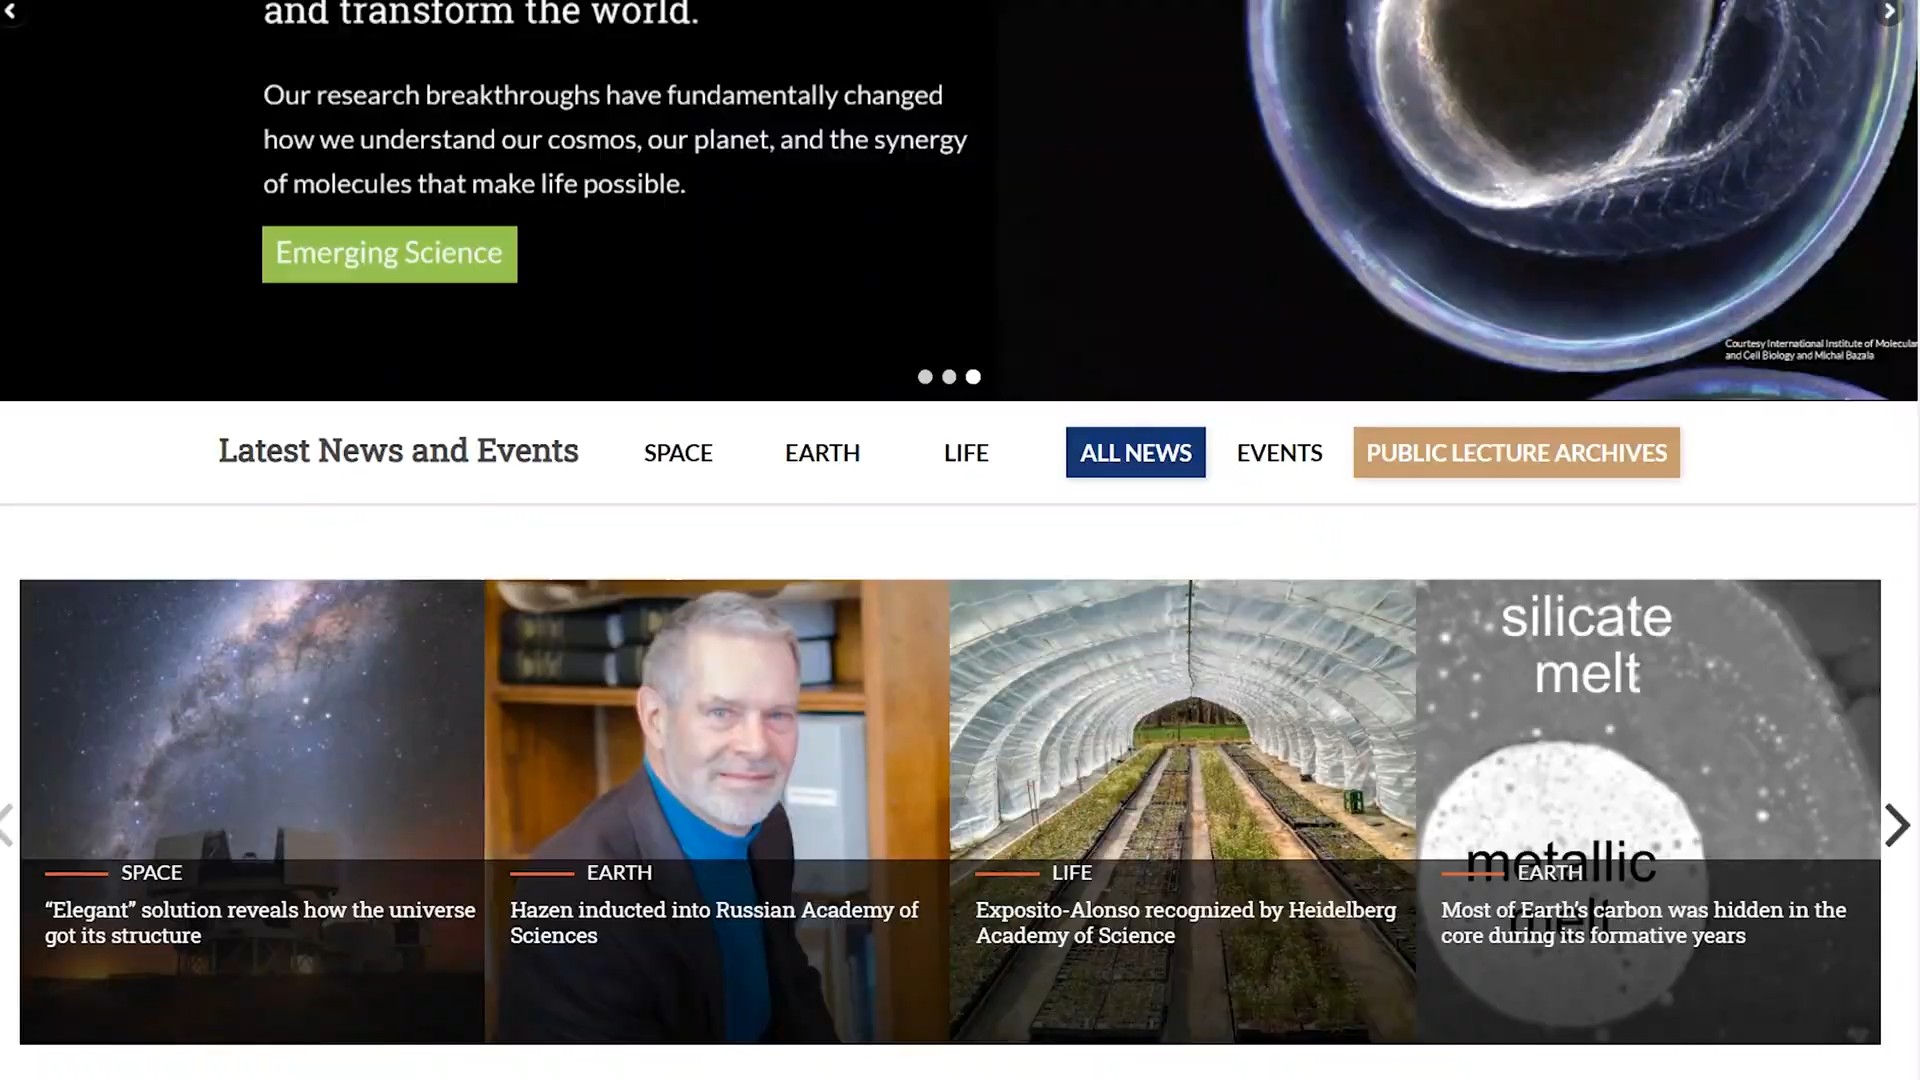 and transform the world.
Our research breakthroughs have fundamentally changed
how we understand our cosmos, our planet, and the synergy
of molecules that make life possible.
Emerging Science
Courtesy International Institute of Molecular
and Cell Biology and Michal Bazala
Latest News and Events
SPACE
EARTH
LIFE
ALL NEWS
EVENTS
PUBLIC LECTURE ARCHIVES
SPACE
“Elegant” solution reveals how the universe
got its structure
EARTH
Hazen inducted into Russian Academy of
Sciences
LIFE
Exposito-Alonso recognized by Heidelberg
Academy of Science
silicate
melt
metallic
melt
EARTH
Most of Earth’s carbon was hidden in the
core during its formative years